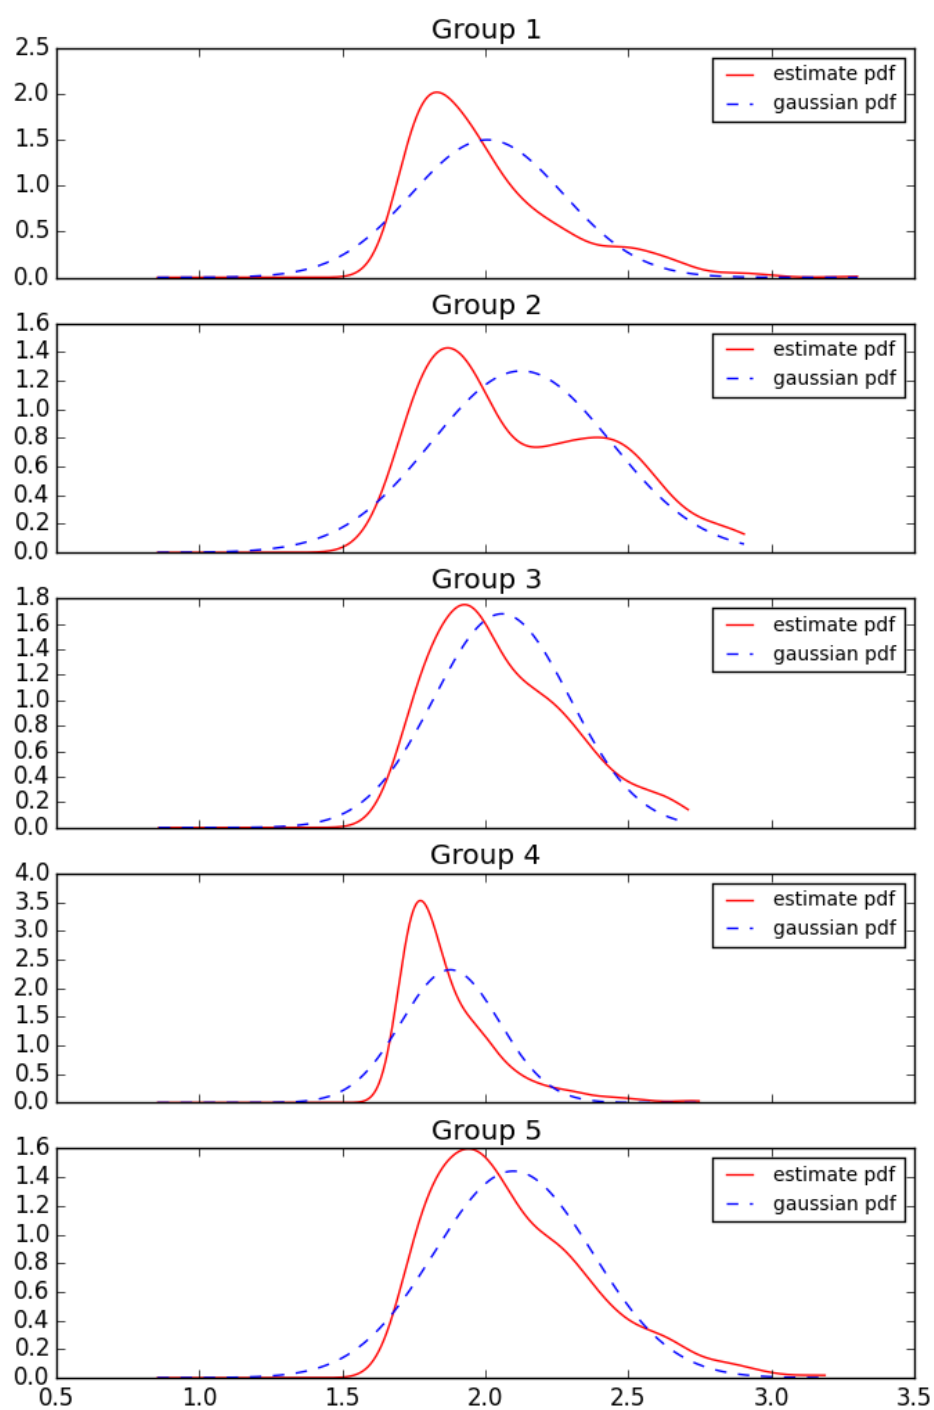 Group 1
2.5
2.0
1.5
1.0
0.5
0.0
estimate pdf
gaussian pdf
Group 2
1.6
1.4
1.2
1.0
0.8
0.6
0.4
0.2
0.0
estimate pdf
gaussian pdf
Group 3
1.8
1.6
1.4
1.2
1.0
0.8
0.6
0.4
0.2
0.0
estimate pdf
gaussian pdf
Group 4
4.0
3.5
3.0
2.5
2.0
1.5
1.0
0.5
0.0
estimate pdf
gaussian pdf
Group 5
1.6
1.4
1.2
1.0
0.8
0.6
0.4
0.2
0.0
estimate pdf
gaussian pdf
0.5 1.0 1.5 2.0 2.5 3.0 3.5